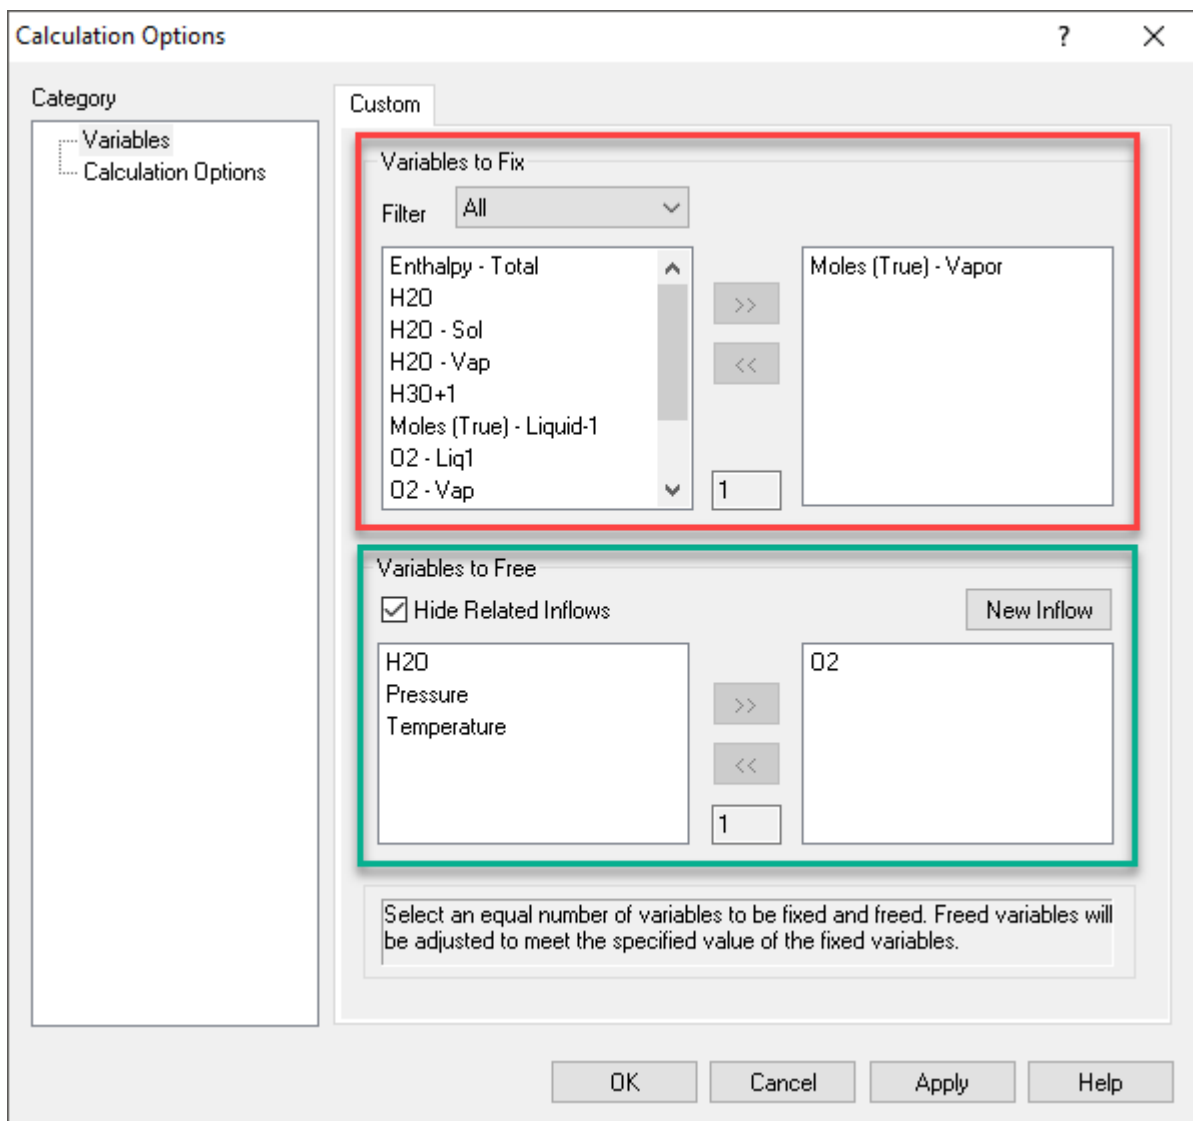 Calculation Options
?
Category
Variables
Calculation Options
Custom
Variables to Fix
Filter
All
Enthalpy - Total
H2O
H2O - Sol
H2O - Vap
H3O+1
Moles (True) - Liquid-1
O2 - Liq1
O2 - Vap
>>
<<
1
Moles (True) - Vapor
Variables to Free
Hide Related Inflows
New Inflow
H2O
Pressure
Temperature
>>
<<
1
O2
Select an equal number of variables to be fixed and freed. Freed variables will
be adjusted to meet the specified value of the fixed variables.
OK
Cancel
Apply
Help